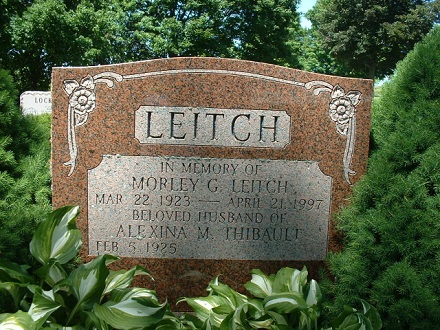 LOCK
LEITCH
IN MEMORY OF
MORLEY G. LEITCH
MAR 22 1923 — APRIL 21 1997
BELOVED HUSBAND OF
ALEXINA M. THIBAULT
FEB 5 1925